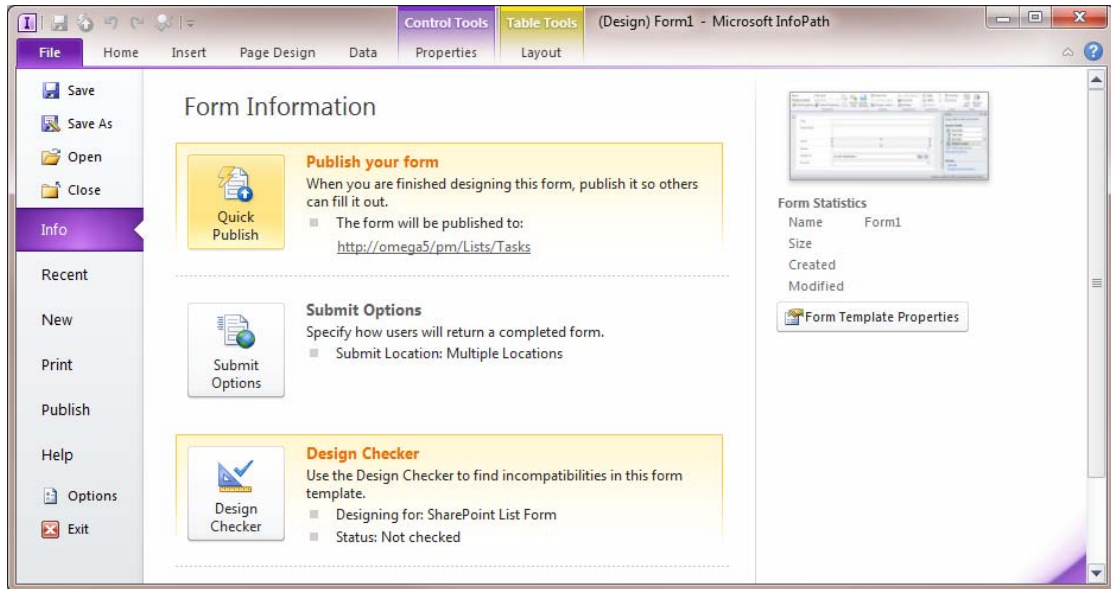 Control Tools Table Tools (Design) Form1 - Microsoft InfoPath
File Home Insert Page Design Data Properties Layout
Save
Save As
Open
Close
Info
Recent
New
Print
Publish
Help
Options
Exit
Form Information
Quick Publish
Publish your form
When you are finished designing this form, publish it so others
can fill it out.
The form will be published to:
http://omega5/pm/Lists/Tasks
Submit Options
Submit Options
Specify how users will return a completed form.
Submit Location: Multiple Locations
Design Checker
Design Checker
Use the Design Checker to find incompatibilities in this form
template.
Designing for: SharePoint List Form
Status: Not checked
Form Statistics
Name Form1
Size
Created
Modified
Form Template Properties